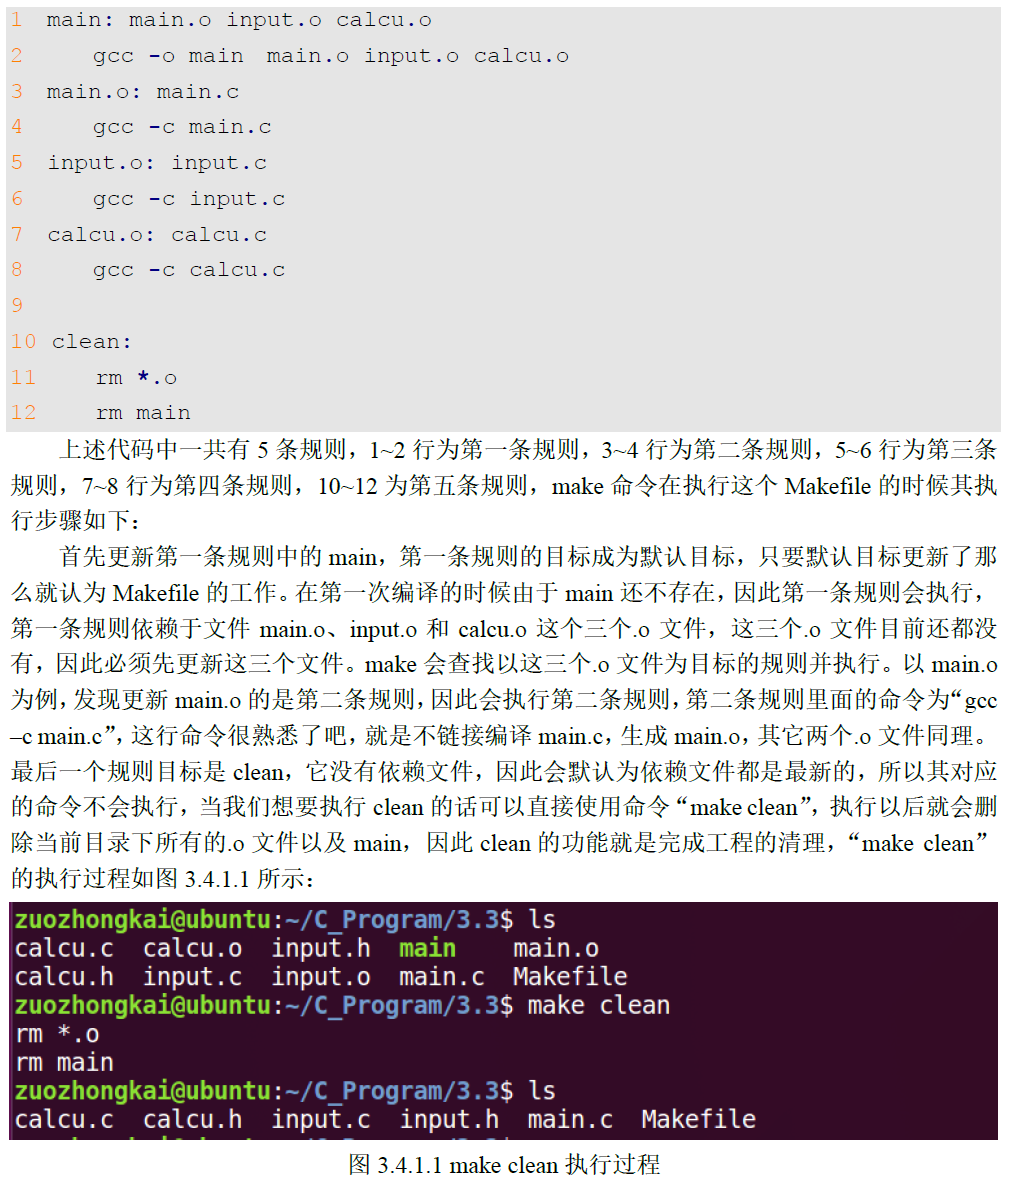 1 main: main.o input.o calcu.o
2 gcc -o main main.o input.o calcu.o
3 main.o: main.c
4 gcc -c main.c
5 input.o: input.c
6 gcc -c input.c
7 calcu.o: calcu.c
8 gcc -c calcu.c
9
10 clean:
11 rm *.o
12 rm main
上述代码中一共有 5 条规则，1~2 行为第一条规则，3~4 行为第二条规则，5~6 行为第三条
规则，7~8 行为第四条规则，10~12 为第五条规则，make 命令在执行这个 Makefile 的时候其执
行步骤如下：
首先更新第一条规则中的 main，第一条规则的目标成为默认目标，只要默认目标更新了那
么就认为 Makefile 的工作。在第一次编译的时候由于 main 还不存在，因此第一条规则会执行，
第一条规则依赖于文件 main.o、input.o 和 calcu.o 这个三个.o 文件，这三个.o 文件目前还都没
有，因此必须先更新这三个文件。make 会查找以这三个.o 文件为目标的规则并执行。以 main.o
为例，发现更新 main.o 的是第二条规则，因此会执行第二条规则，第二条规则里面的命令为“gcc
–c main.c”，这行命令很熟悉了吧，就是不链接编译 main.c，生成 main.o，其它两个.o 文件同理。
最后一个规则目标是 clean，它没有依赖文件，因此会默认为依赖文件都是最新的，所以其对应
的命令不会执行，当我们想要执行 clean 的话可以直接使用命令“make clean”，执行以后就会删
除当前目录下所有的.o 文件以及 main，因此 clean 的功能就是完成工程的清理，“make clean”
的执行过程如图 3.4.1.1 所示：
zuozhongkai@ubuntu:~/C_Program/3.3$ ls
calcu.c calcu.o input.h main main.o
calcu.h input.c input.o main.c Makefile
zuozhongkai@ubuntu:~/C_Program/3.3$ make clean
rm *.o
rm main
zuozhongkai@ubuntu:~/C_Program/3.3$ ls
calcu.c calcu.h input.c input.h main.c Makefile
图 3.4.1.1 make clean 执行过程